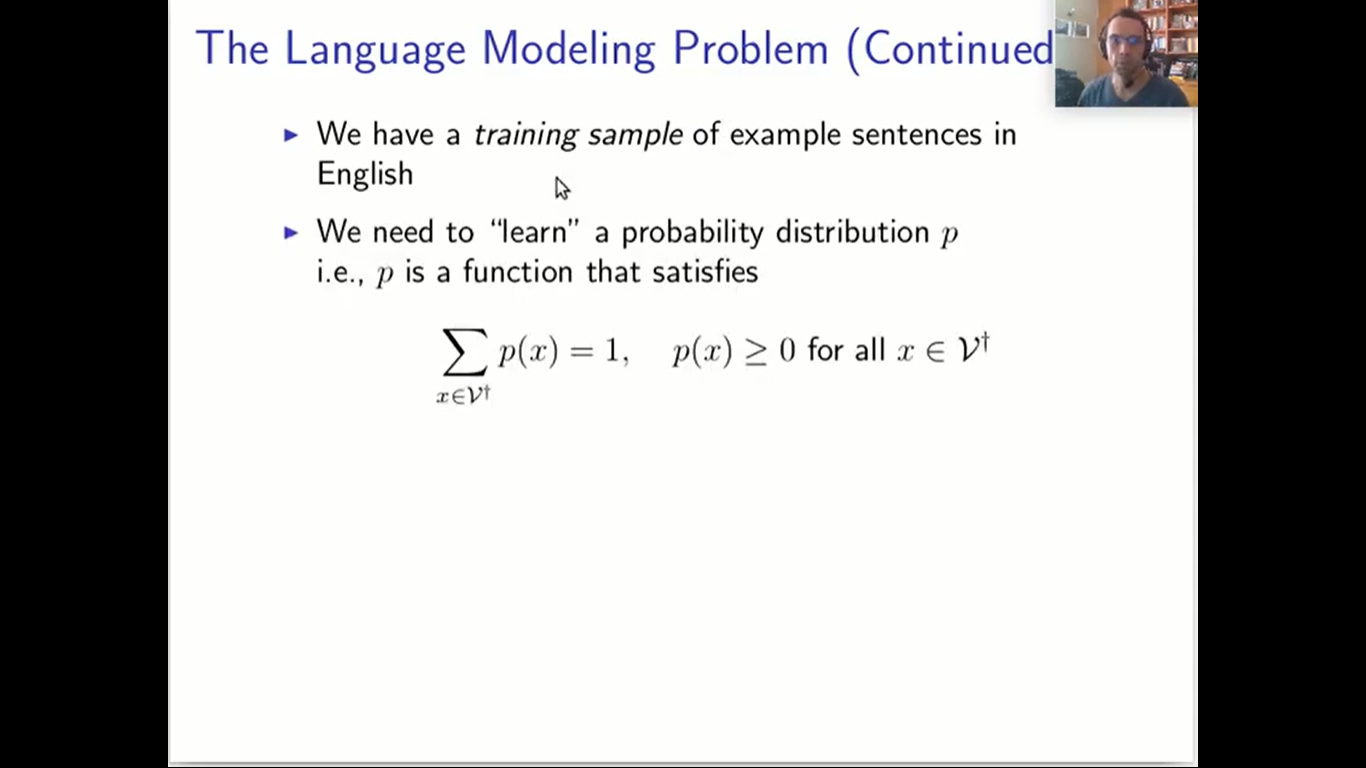 The Language Modeling Problem (Continued
▶ We have a training sample of example sentences in
English
▶ We need to “learn” a probability distribution p
i.e., p is a function that satisfies
∑_{x∈𝒱†} p(x) = 1, p(x) ≥ 0 for all x ∈ 𝒱†